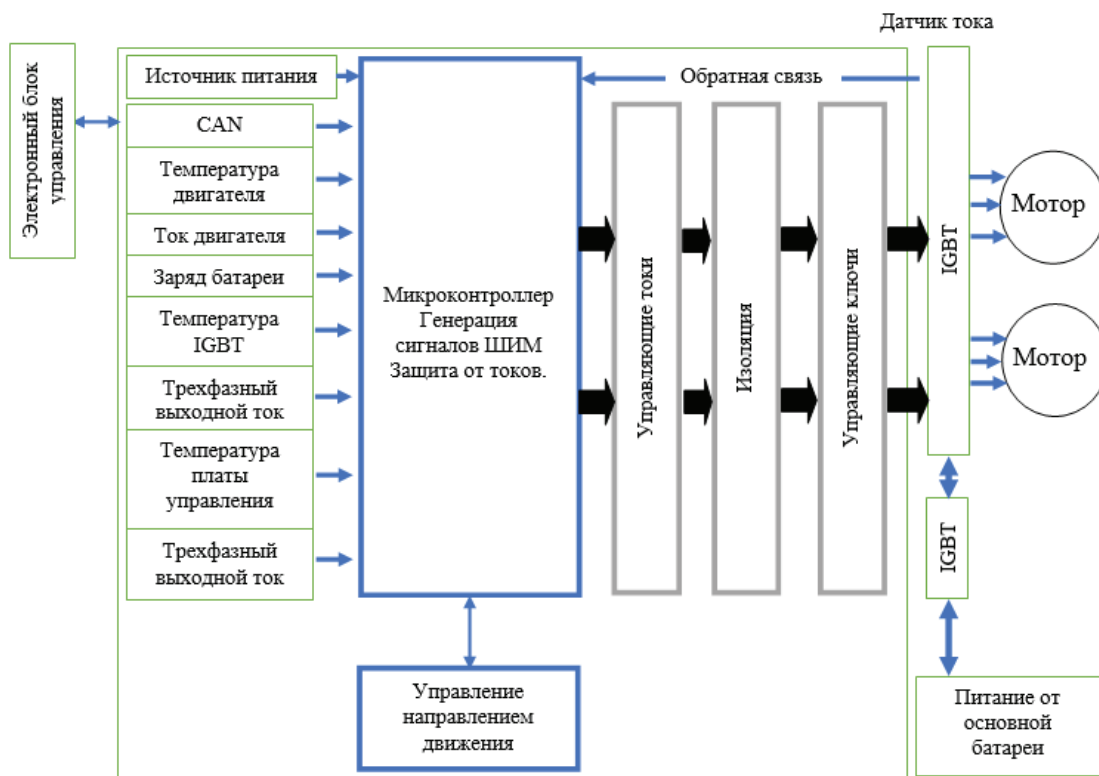 Датчик тока
Электронный блок
управления
Источник питания
CAN
Температура
двигателя
Ток двигателя
Заряд батареи
Температура
IGBT
Трехфазный
выходной ток
Температура
платы
управления
Трехфазный
выходной ток
Микроконтроллер
Генерация
сигналов ШИМ
Защита от токов.
Управление
направлением
движения
Обратная связь
Управляющие токи
Изоляция
Управляющие ключи
IGBT
Мотор
Мотор
IGBT
Питание от
основной
батареи